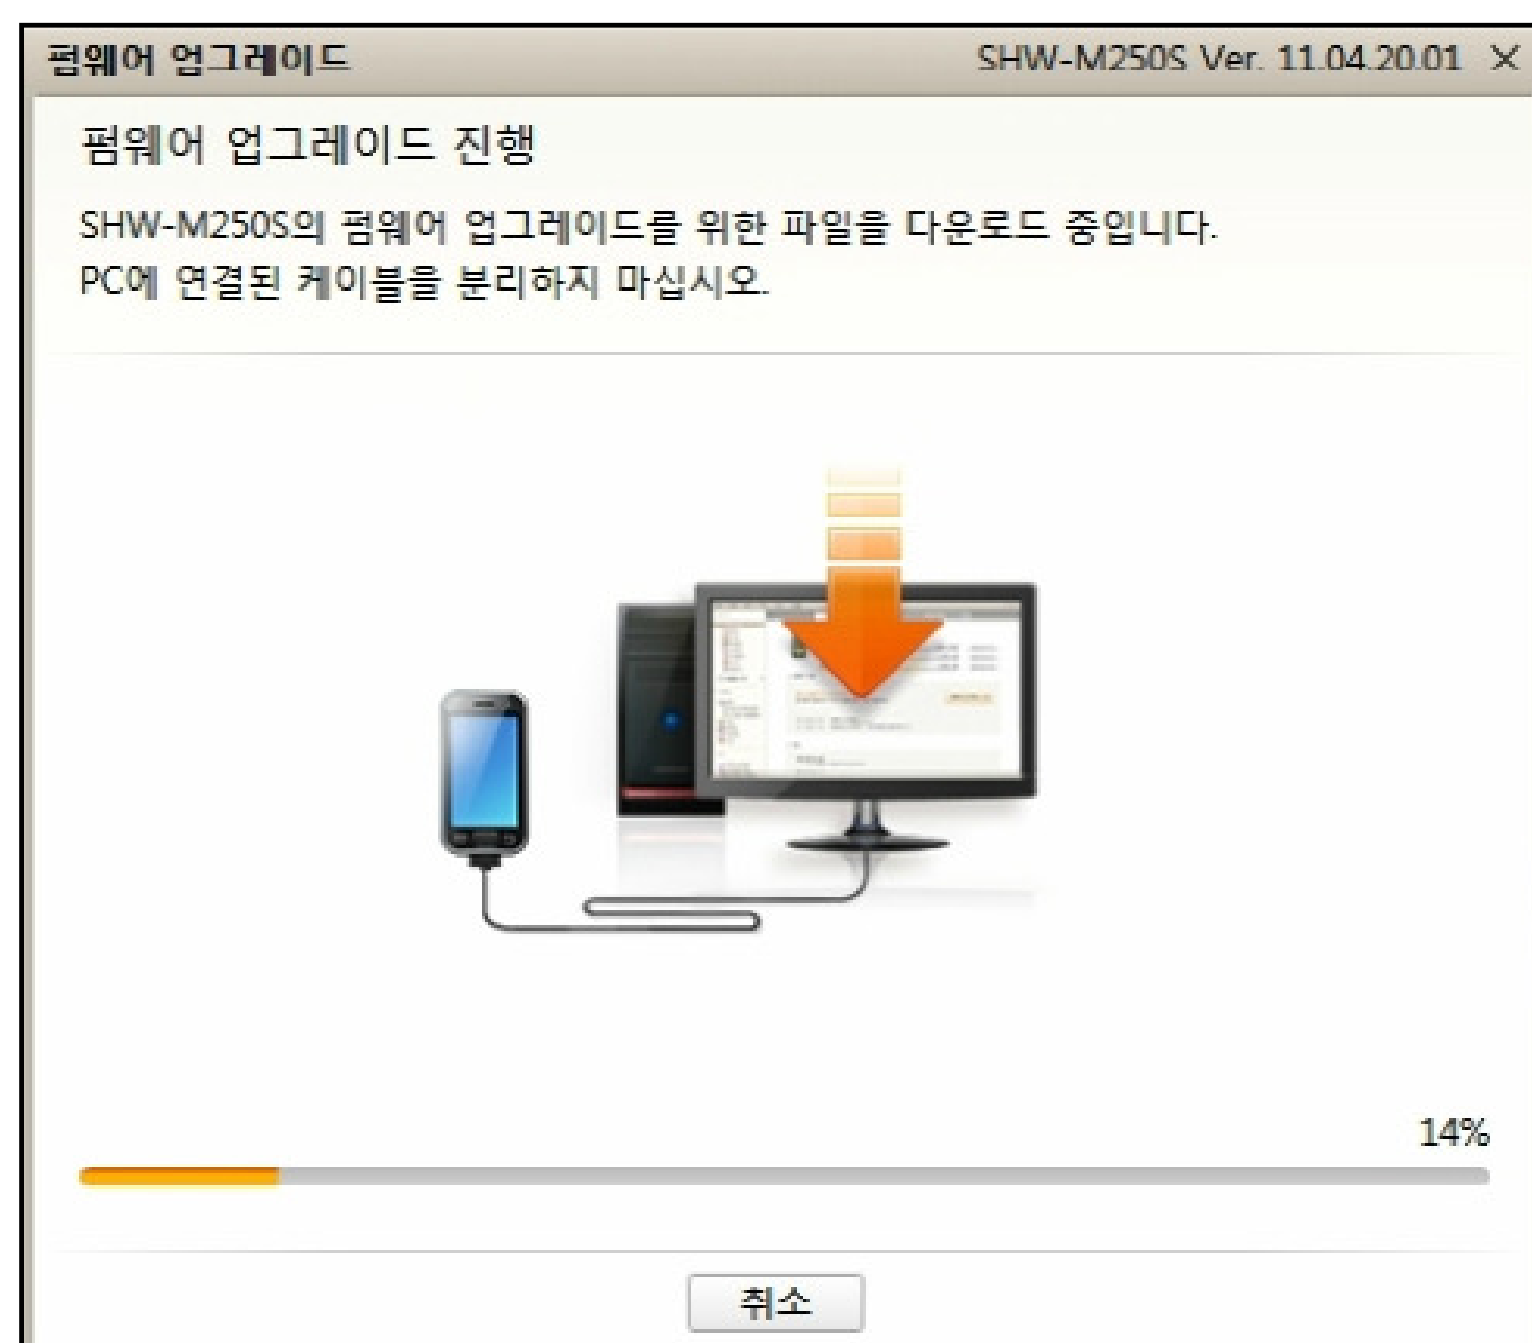 펌웨어 업그레이드 SHW-M250S Ver. 11.04.20.01
펌웨어 업그레이드 진행
SHW-M250S의 펌웨어 업그레이드를 위한 파일을 다운로드 중입니다.
PC에 연결된 케이블을 분리하지 마십시오.
14%
취소